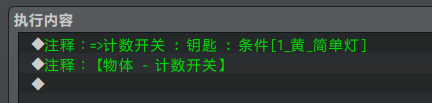 执行内容
◆注释：=>计数开关 : 钥匙 : 条件[1_黄_简单灯]
◆注释：【物体 - 计数开关】
◆